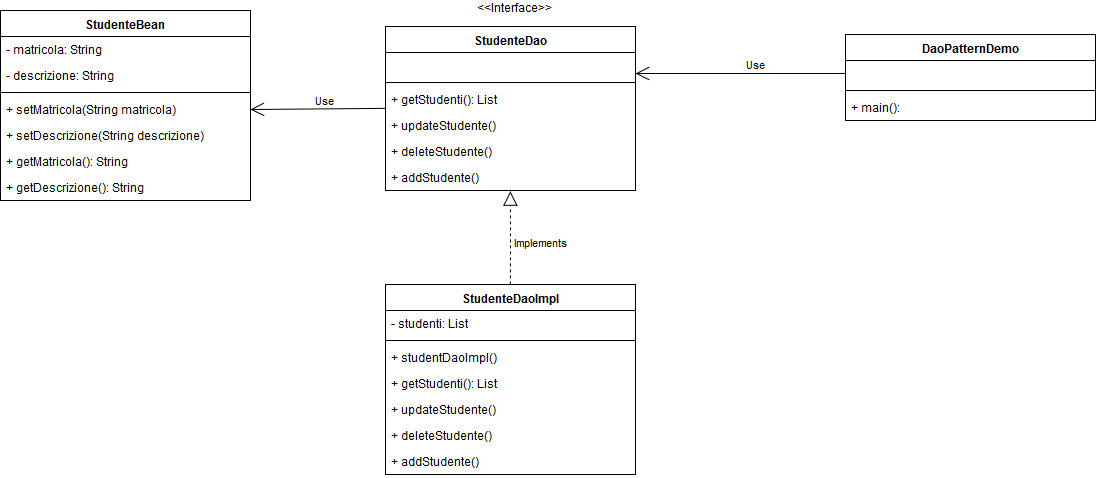 StudenteBean
- matricola: String
- descrizione: String
+ setMatricola(String matricola)
+ setDescrizione(String descrizione)
+ getMatricola(): String
+ getDescrizione(): String
Use
<<Interface>>
StudenteDao
+ getStudenti(): List
+ updateStudente()
+ deleteStudente()
+ addStudente()
Use
DaoPatternDemo
+ main():
Implements
StudenteDaoImpl
- studenti: List
+ studentDaoImpl()
+ getStudenti(): List
+ updateStudente()
+ deleteStudente()
+ addStudente()